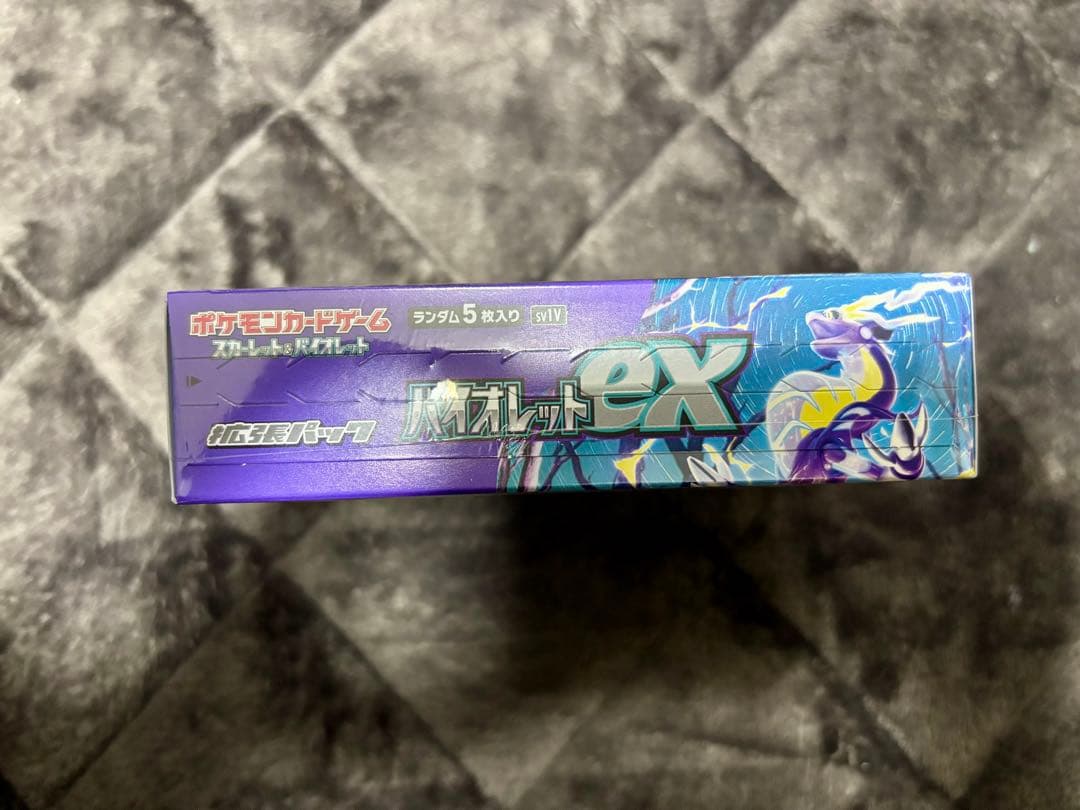 ポケモンカードゲーム
スカーレット&バイオレット
ランダム5枚入り
SV1V
バイオレットex
拡張パック